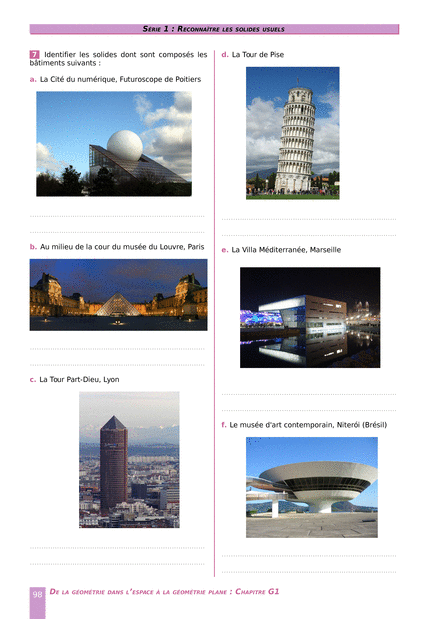 SÉRIE 1 : RECONNAÎTRE LES SOLIDES USUELS
7 Identifier les solides dont sont composés les
bâtiments suivants :
a. La Cité du numérique, Futuroscope de Poitiers
b. Au milieu de la cour du musée du Louvre, Paris
c. La Tour Part-Dieu, Lyon
d. La Tour de Pise
e. La Villa Méditerranée, Marseille
f. Le musée d'art contemporain, Niterói (Brésil)
98 DE LA GÉOMÉTRIE DANS L'ESPACE À LA GÉOMÉTRIE PLANE : CHAPITRE G1